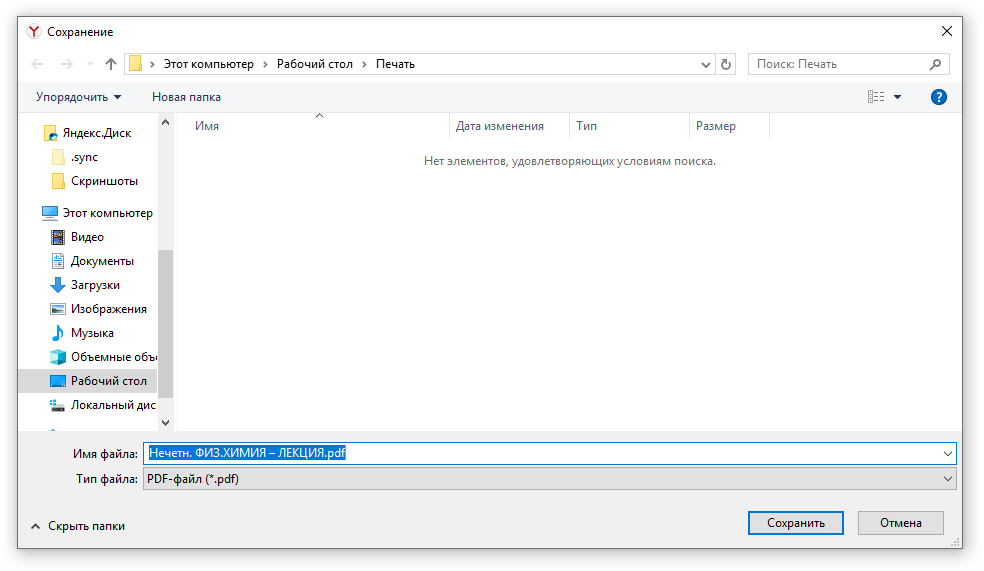 Сохранение
Этот компьютер Рабочий стол Печать
Поиск: Печать
Упорядочить Новая папка
Имя Дата изменения Тип Размер
Нет элементов, удовлетворяющих условиям поиска.
Яндекс.Диск
.sync
Скриншоты
Этот компьютер
Видео
Документы
Загрузки
Изображения
Музыка
Объемные объ
Рабочий стол
Локальный дис
Имя файла: Нечетн. ФИЗ.ХИМИЯ – ЛЕКЦИЯ.pdf
Тип файла: PDF-файл (*.pdf)
Скрыть папки
Сохранить Отмена